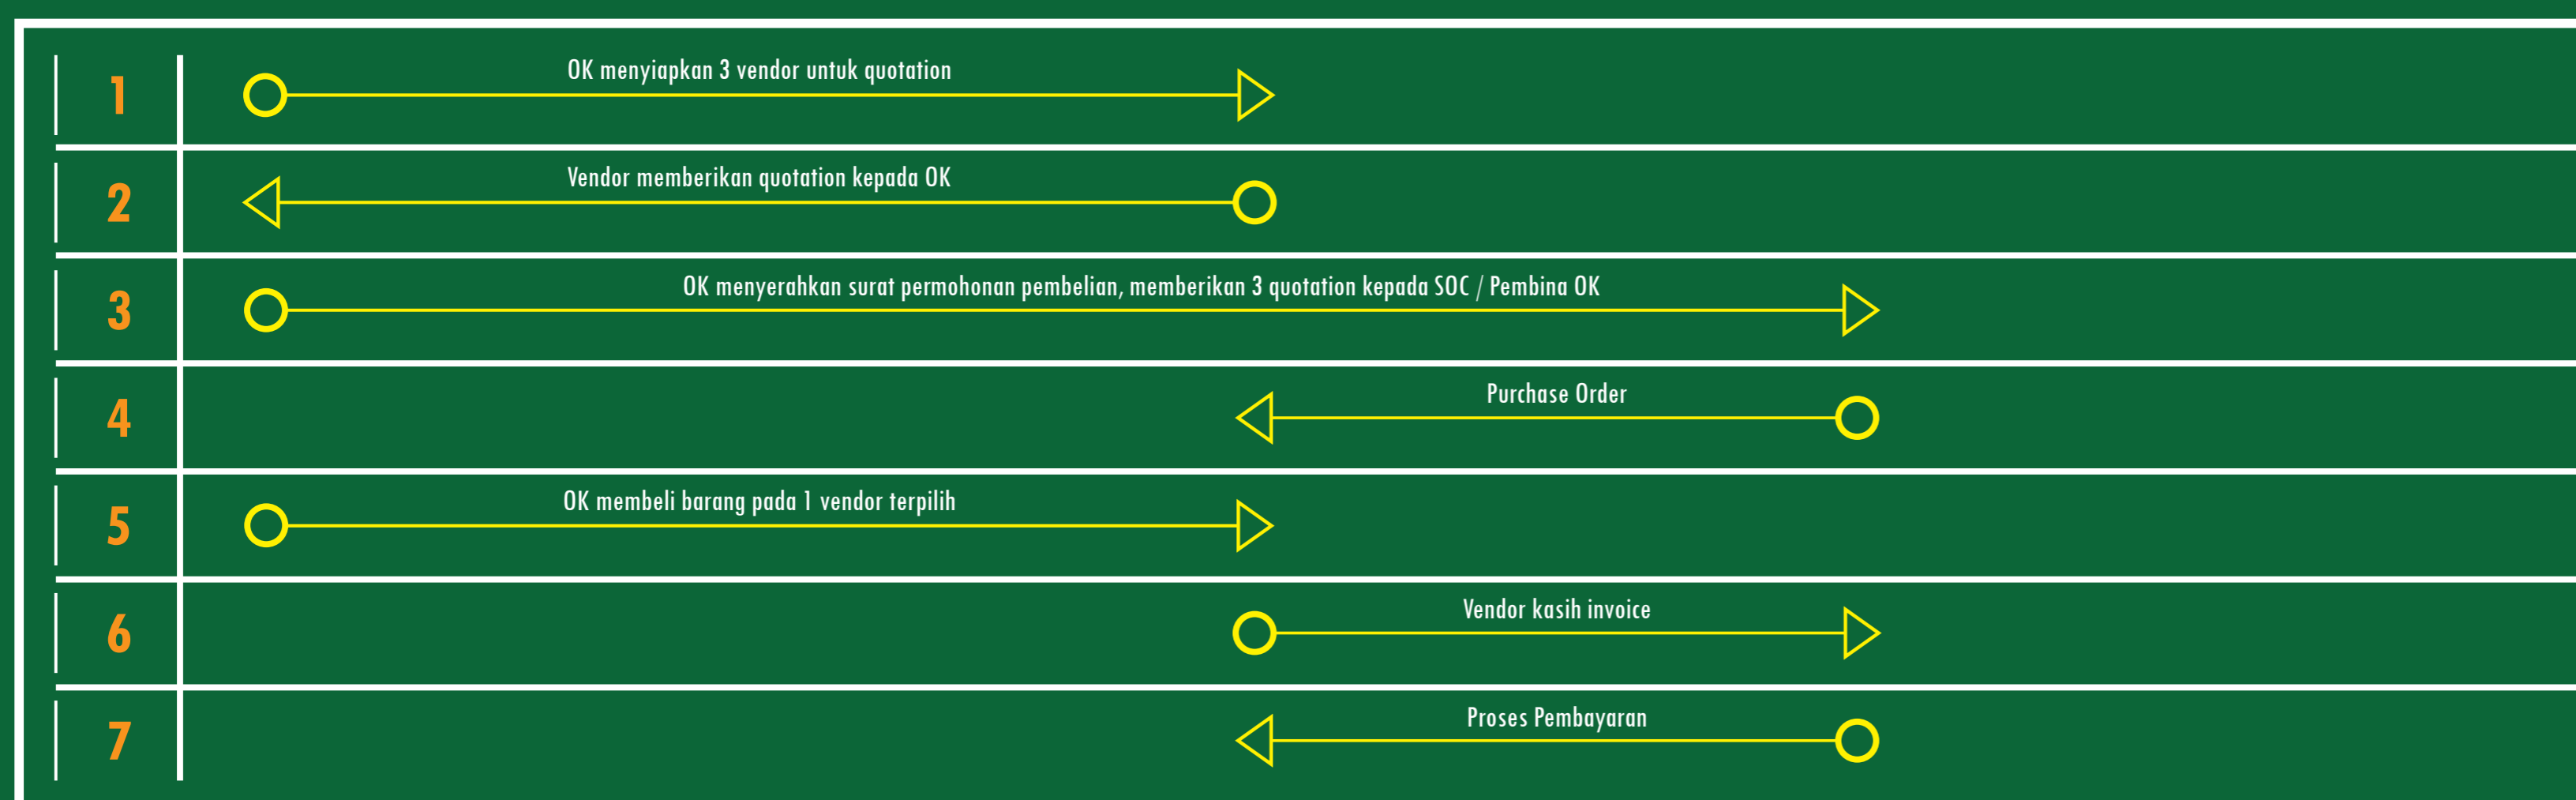 1
OK menyiapkan 3 vendor untuk quotation
2
Vendor memberikan quotation kepada OK
3
OK menyerahkan surat permohonan pembelian, memberikan 3 quotation kepada SOC / Pembina OK
4
Purchase Order
5
OK membeli barang pada 1 vendor terpilih
6
Vendor kasih invoice
7
Proses Pembayaran